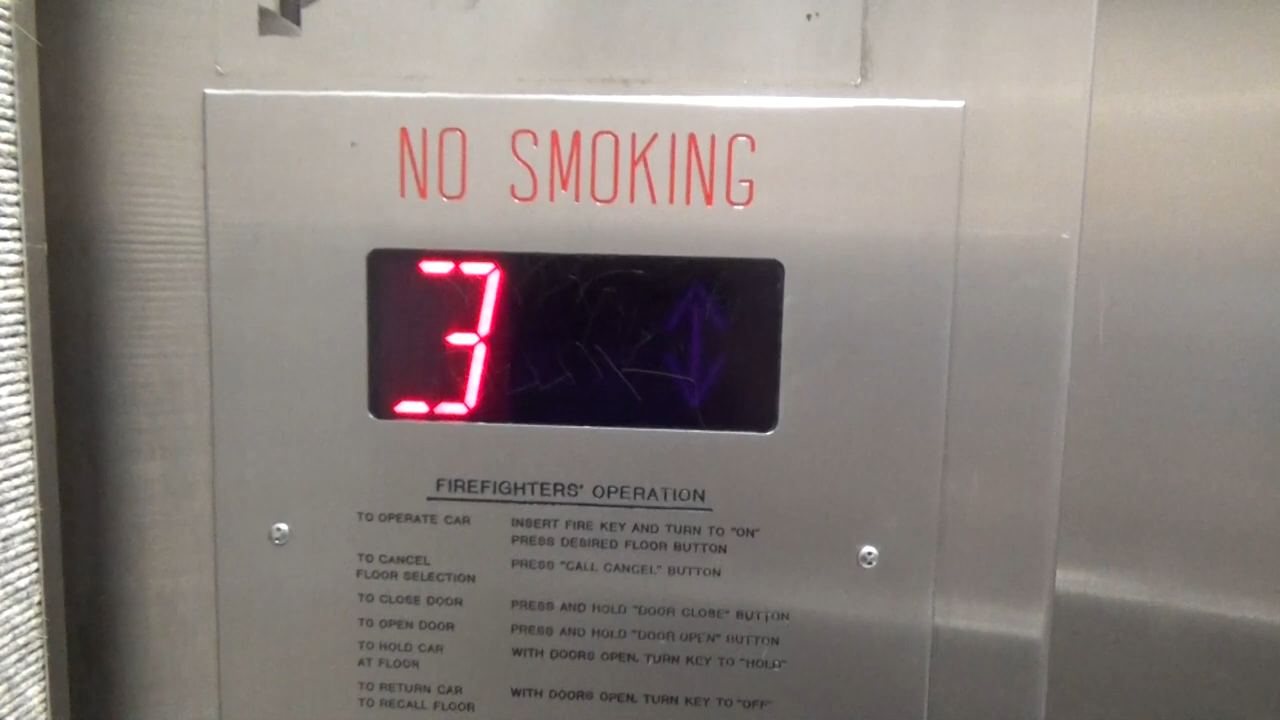 NO SMOKING
3
FIREFIGHTERS' OPERATION
TO OPERATE CAR INSERT FIRE KEY AND TURN TO "ON"
PRESS DESIRED FLOOR BUTTON
TO CANCEL
FLOOR SELECTION PRESS "CALL CANCEL" BUTTON
TO CLOSE DOOR PRESS AND HOLD "DOOR CLOSE" BUTTON
TO OPEN DOOR PRESS AND HOLD "DOOR OPEN" BUTTON
TO HOLD CAR
AT FLOOR WITH DOORS OPEN, TURN KEY TO "HOLD"
TO RETURN CAR
TO RECALL FLOOR WITH DOORS OPEN, TURN KEY TO "OFF"